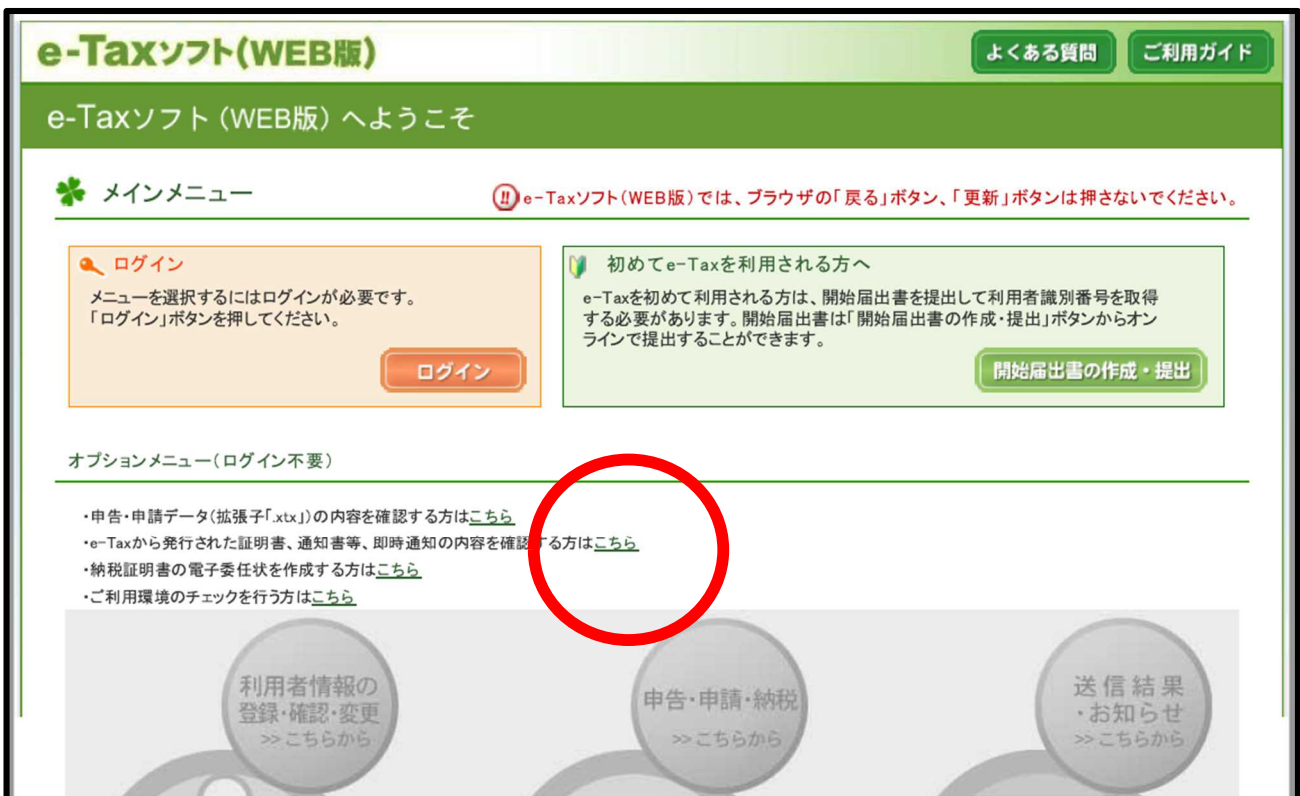 e-Taxソフト(WEB版)
よくある質問
ご利用ガイド
e-Taxソフト(WEB版)へようこそ
メインメニュー
!!
e-Taxソフト(WEB版)では、ブラウザの「戻る」ボタン、「更新」ボタンは押さないでください。
ログイン
メニューを選択するにはログインが必要です。
「ログイン」ボタンを押してください。
ログイン
初めてe-Taxを利用される方へ
e-Taxを初めて利用される方は、開始届出書を提出して利用者識別番号を取得
する必要があります。開始届出書は「開始届出書の作成・提出」ボタンからオン
ラインで提出することができます。
開始届出書の作成・提出
オプションメニュー(ログイン不要)
・申告・申請データ(拡張子「.xtx」)の内容を確認する方はこちら
・e-Taxから発行された証明書、通知書等、即時通知の内容を確認する方はこちら
・納税証明書の電子委任状を作成する方はこちら
・ご利用環境のチェックを行う方はこちら
利用者情報の
登録・確認・変更
>>こちらから
申告・申請・納税
>>こちらから
送信結果
・お知らせ
>>こちらから